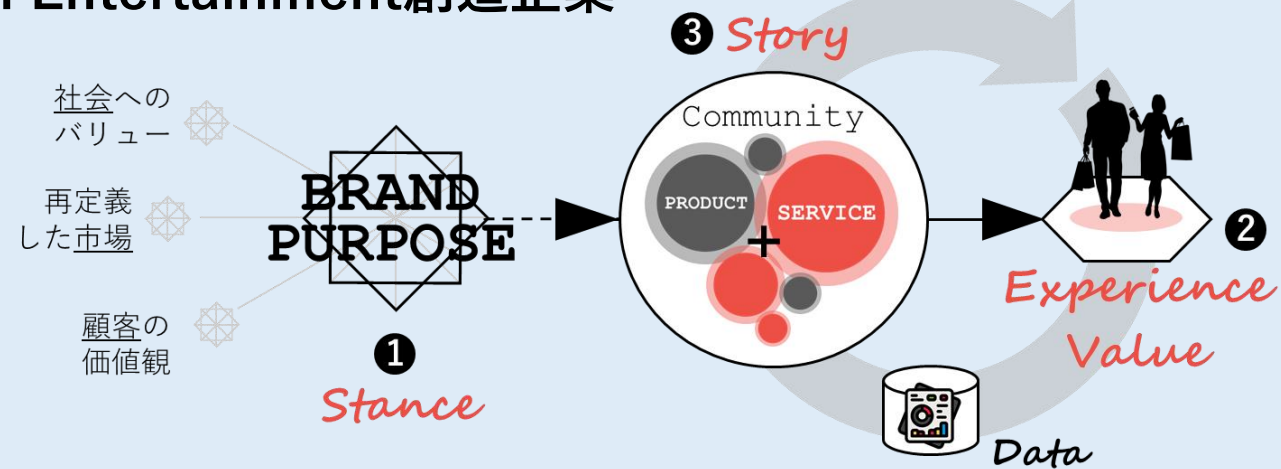 Entertainment創造企業
❸ Story
社会への
バリュー
再定義
した市場
顧客の
価値観
BRAND
PURPOSE
❶
Stance
Community
PRODUCT
SERVICE
+
❷
Experience
Value
Data